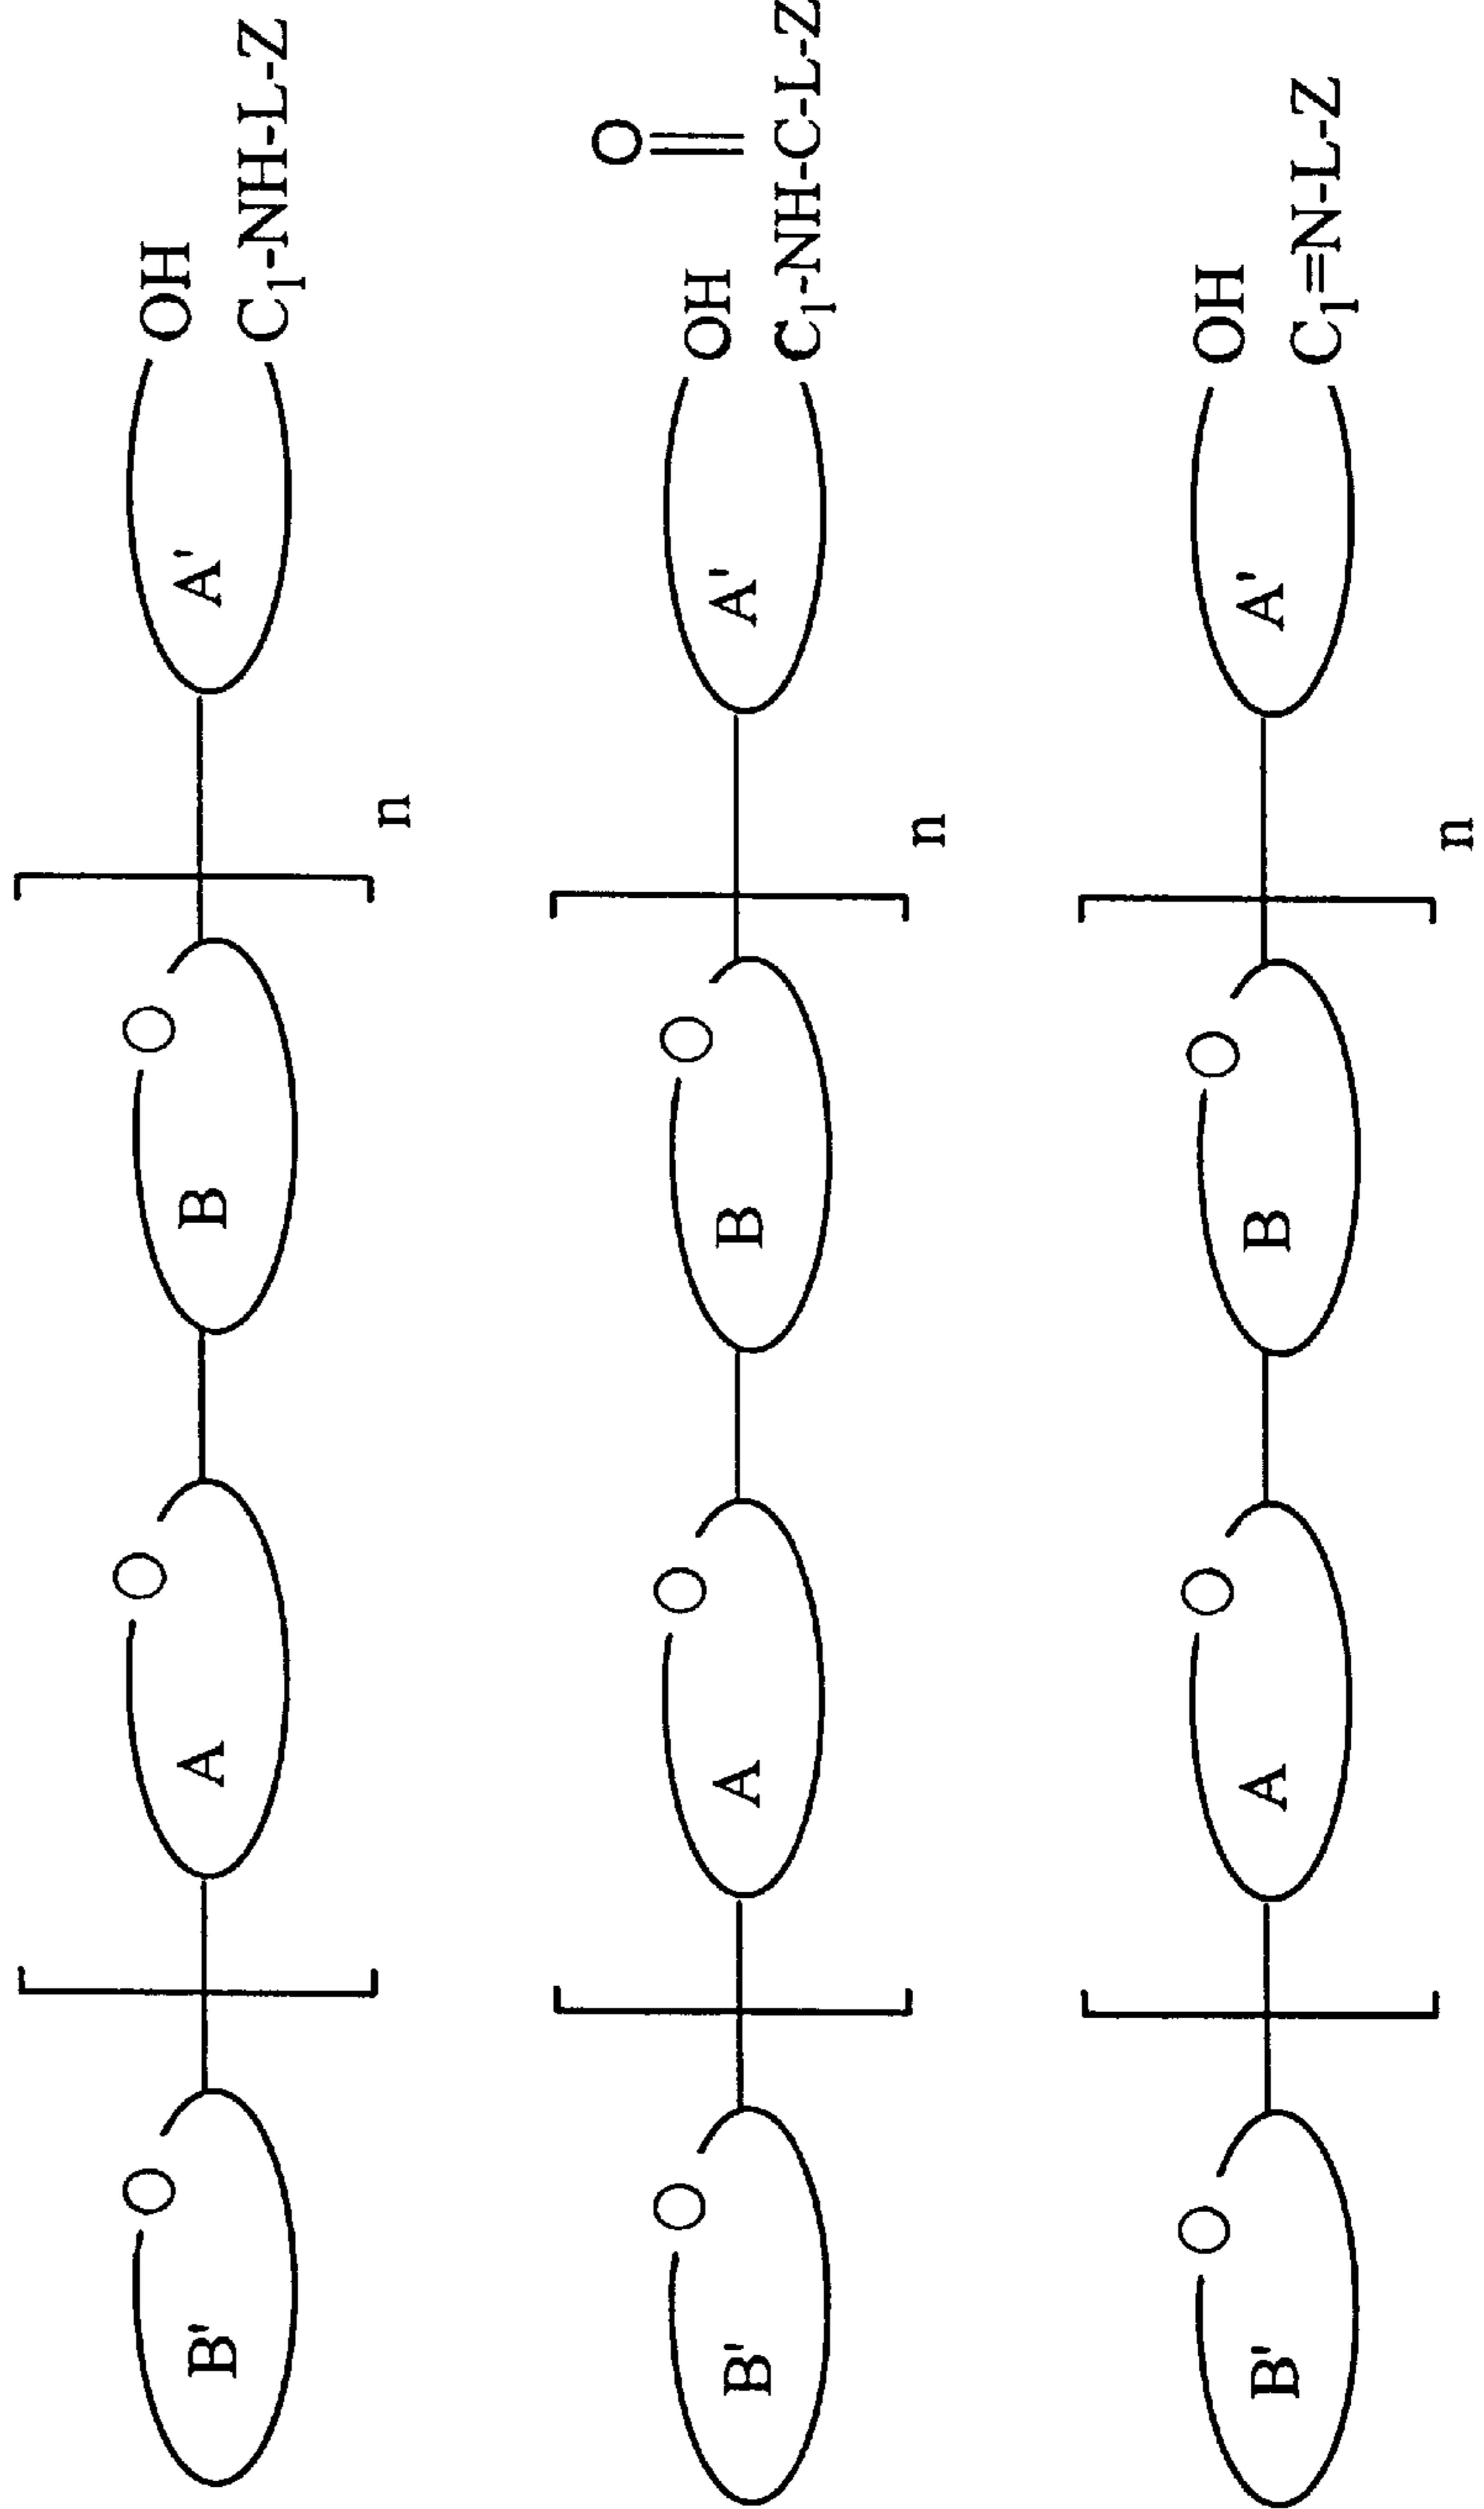 B' O A O B O n A' OH
C₁-NH-L-Z
O
B' O A O B O n A' OH
C₁-NH-C-L-Z
B' O A O B O n A' OH
C₁=N-L-Z